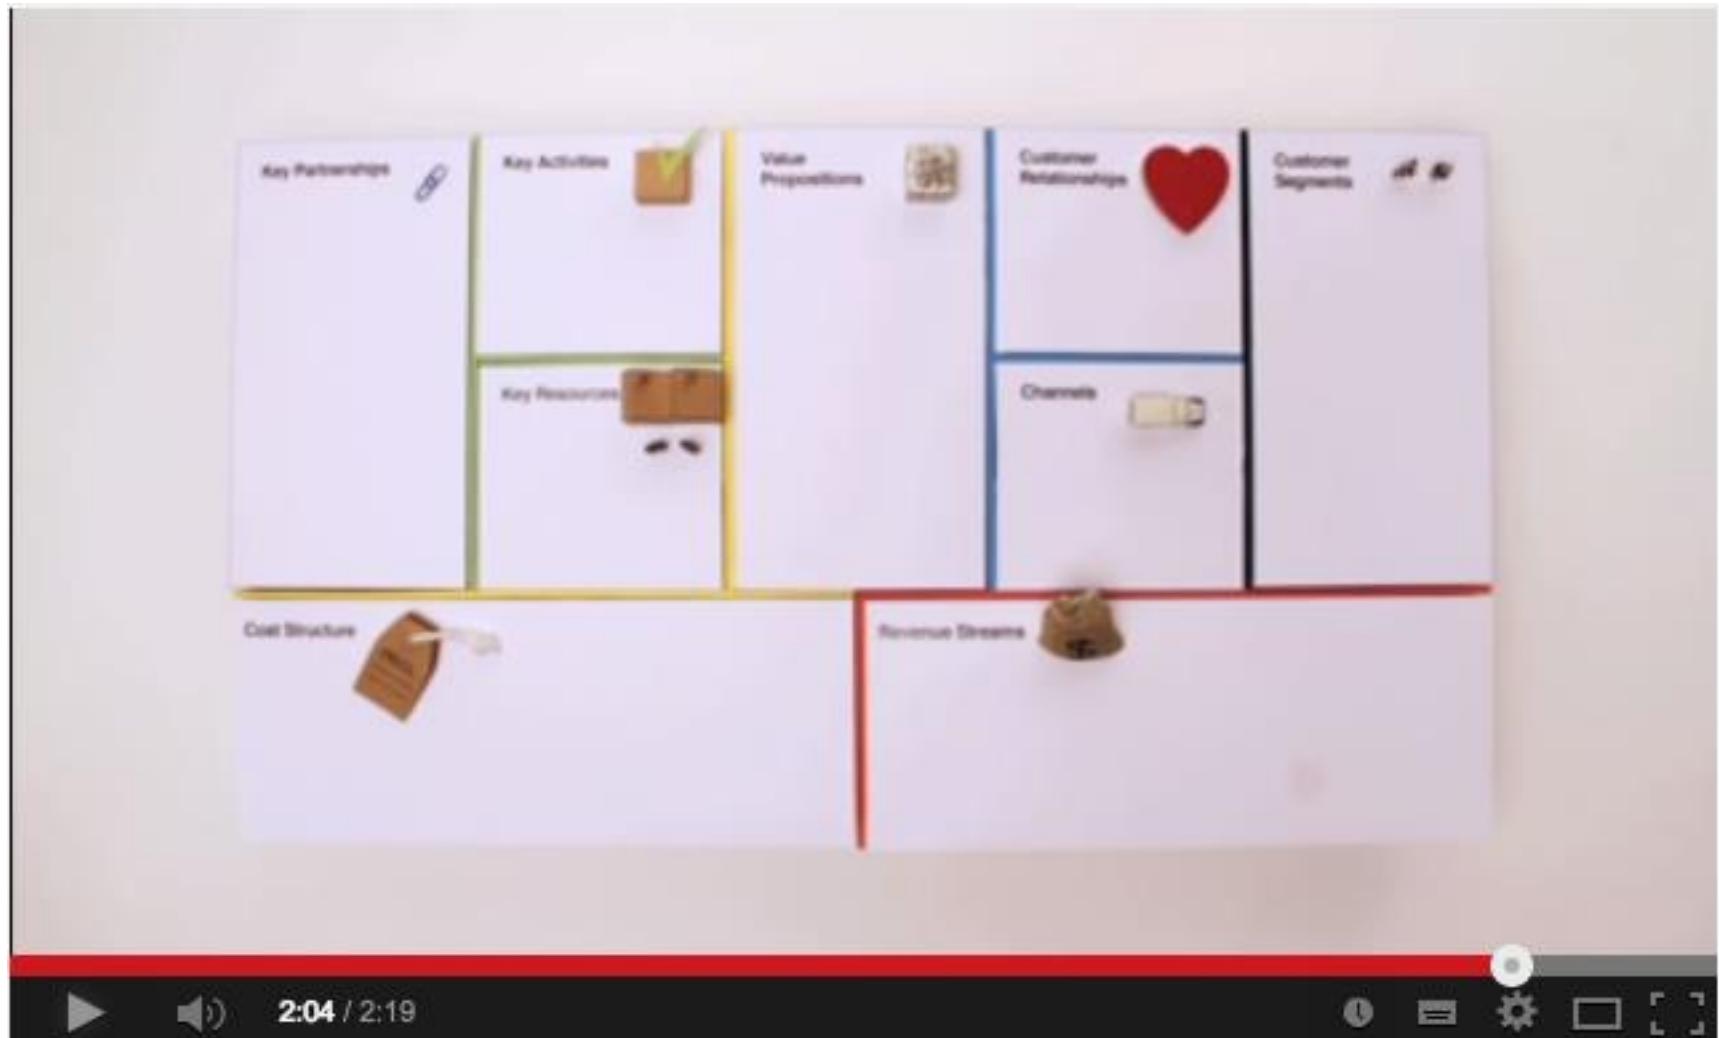 Key Partnerships
Key Activities
Value
Propositions
Customer
Relationships
Customer
Segments
Key Resources
Channels
Cost Structure
Revenue Streams
2:04 / 2:19